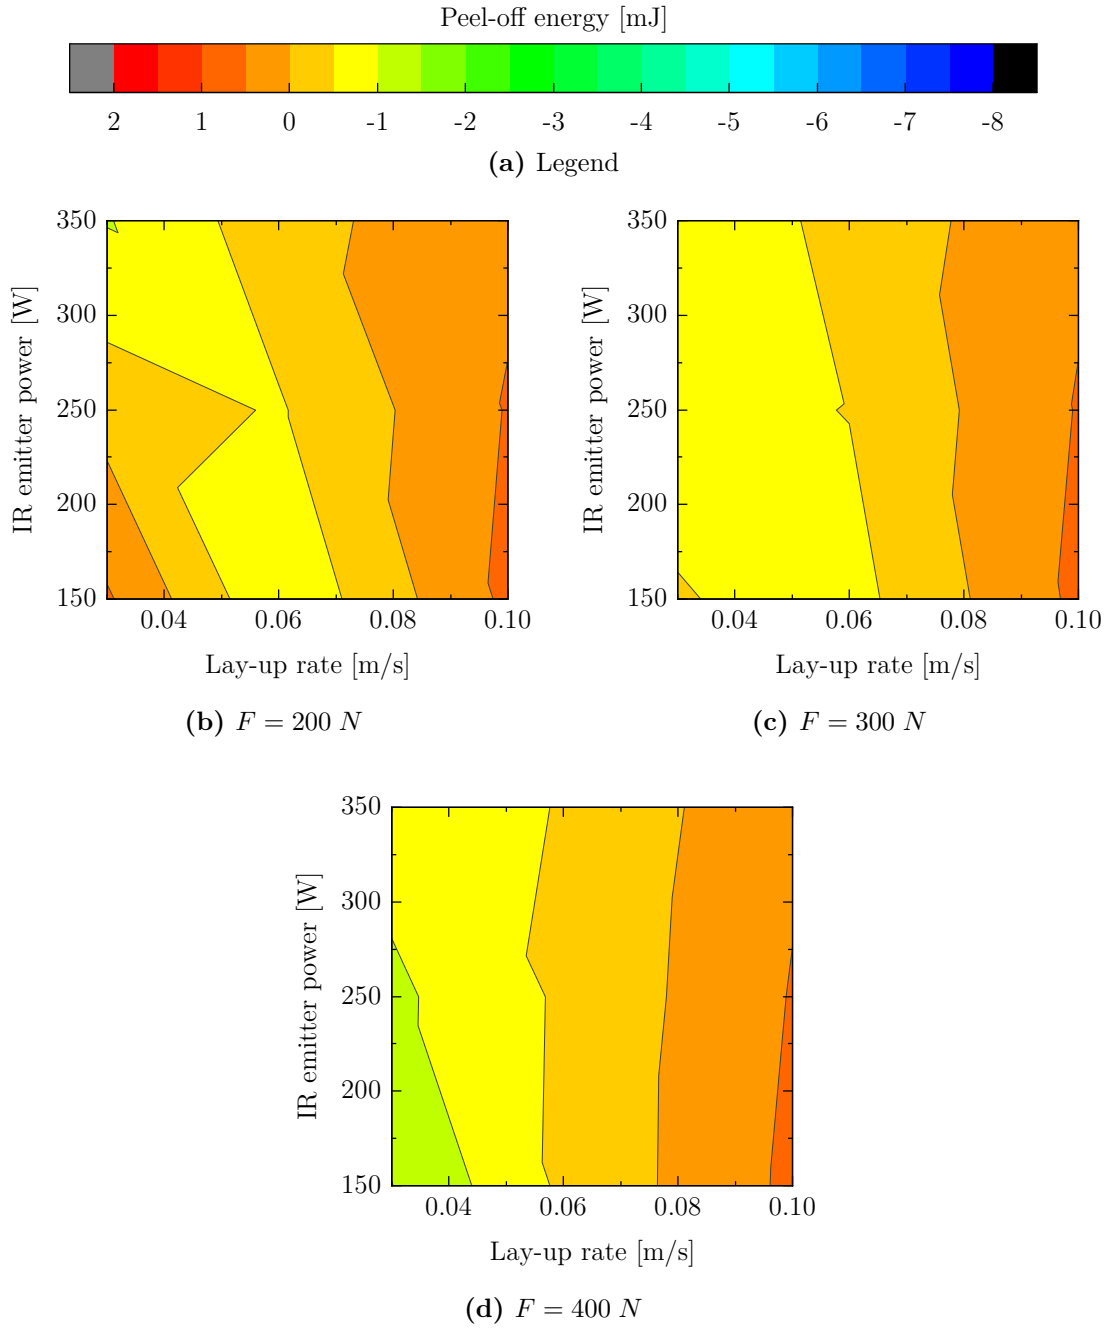 Peel-off energy [mJ]
2 1 0 -1 -2 -3 -4 -5 -6 -7 -8
(a) Legend
350
300
250
200
150
0.04 0.06 0.08 0.10
IR emitter power [W]
Lay-up rate [m/s]
(b) F = 200 N
350
300
250
200
150
0.04 0.06 0.08 0.10
IR emitter power [W]
Lay-up rate [m/s]
(c) F = 300 N
350
300
250
200
150
0.04 0.06 0.08 0.10
IR emitter power [W]
Lay-up rate [m/s]
(d) F = 400 N